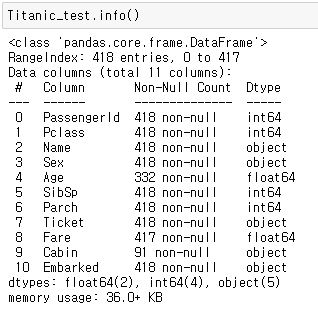 Titanic_test.info()
<class 'pandas.core.frame.DataFrame'>
RangeIndex: 418 entries, 0 to 417
Data columns (total 11 columns):
 #   Column       Non-Null Count  Dtype
---  ------       --------------  -----
 0   PassengerId  418 non-null    int64
 1   Pclass       418 non-null    int64
 2   Name         418 non-null    object
 3   Sex          418 non-null    object
 4   Age          332 non-null    float64
 5   SibSp        418 non-null    int64
 6   Parch        418 non-null    int64
 7   Ticket       418 non-null    object
 8   Fare         417 non-null    float64
 9   Cabin        91 non-null     object
 10  Embarked     418 non-null    object
dtypes: float64(2), int64(4), object(5)
memory usage: 36.0+ KB